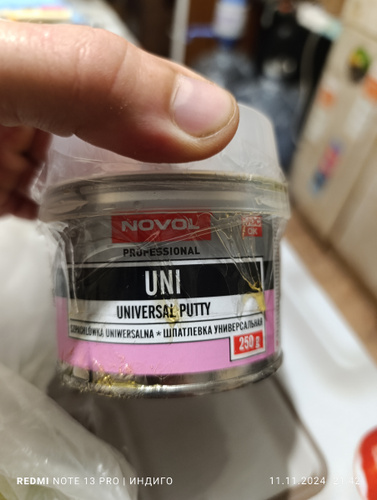 NOVOL
PROFESSIONAL
UNI
UNIVERSAL PUTTY
SZPACHLÓWKA UNIWERSALNA ★ ШПАТЛЕВКА УНИВЕРСАЛЬНАЯ
250 g
REDMI NOTE 13 PRO | ИНДИГО
11.11.2024